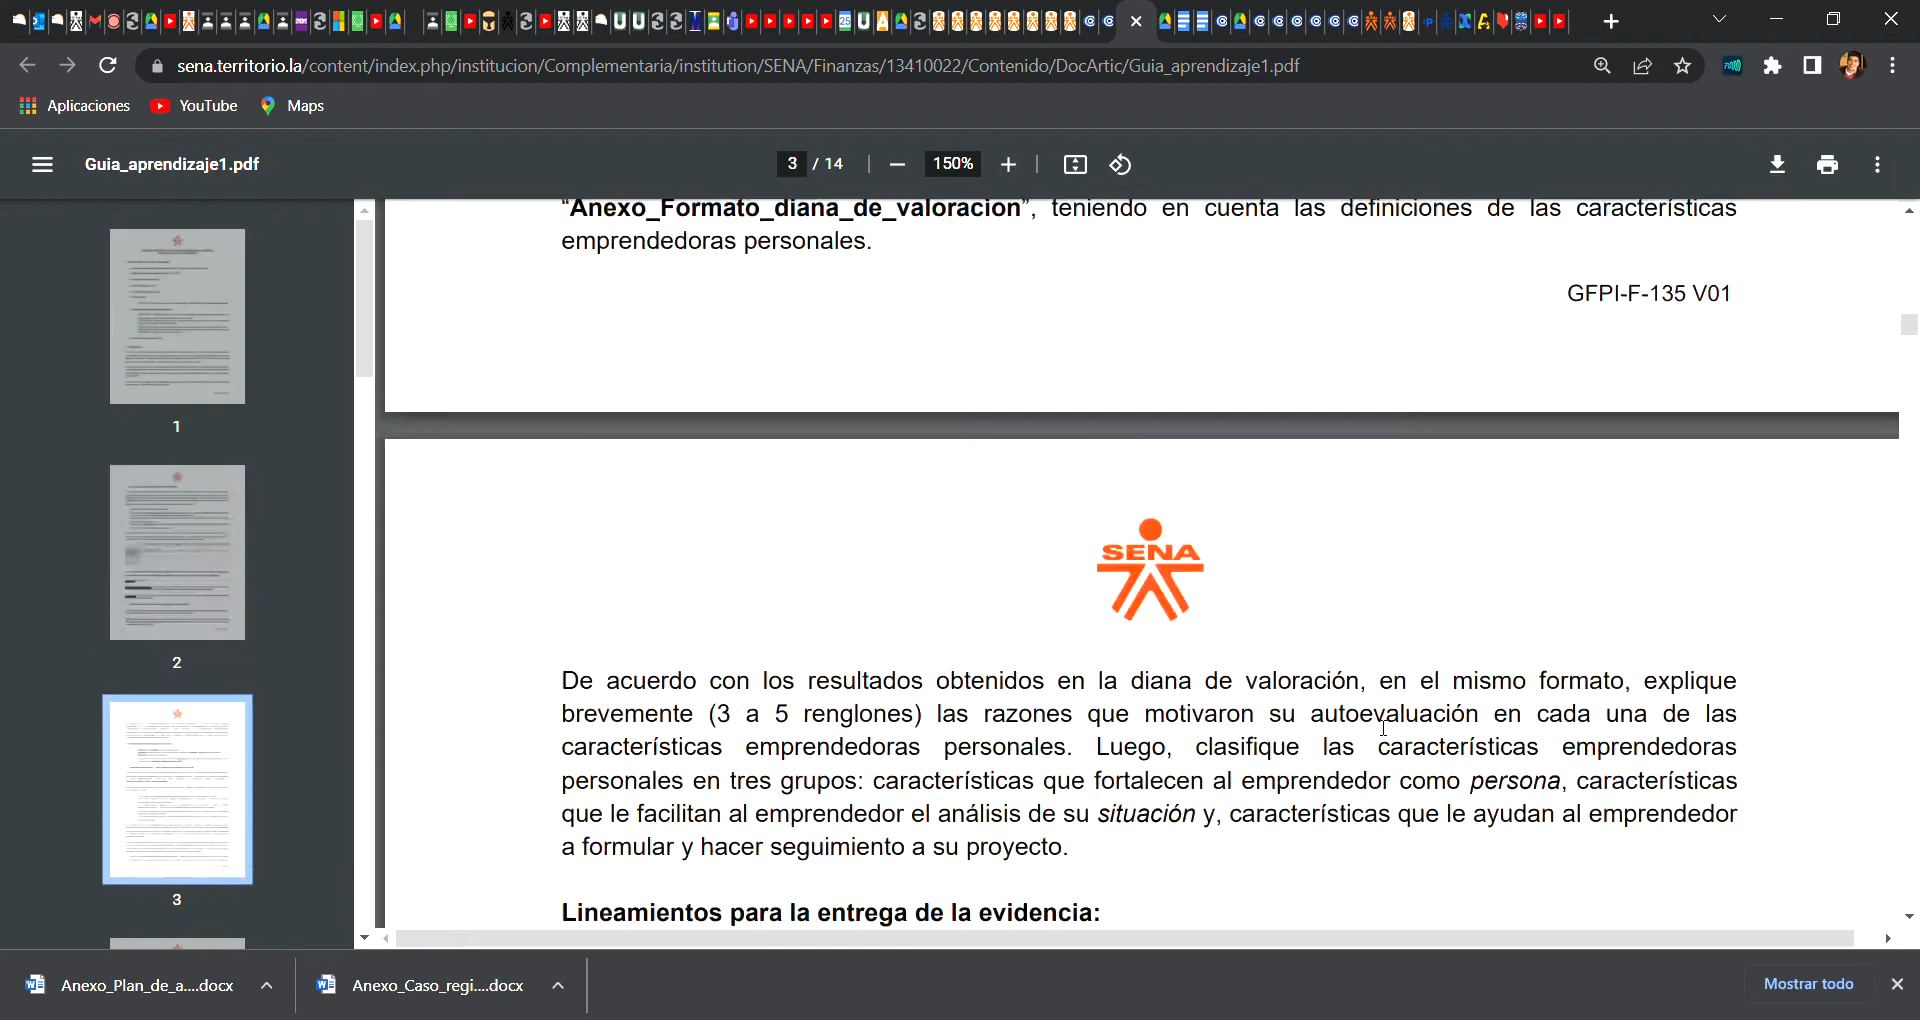 sena.territorio.la/content/index.php/institucion/Complementaria/institution/SENA/Finanzas/13410022/Contenido/DocArtic/Guia_aprendizaje1.pdf
Aplicaciones YouTube Maps
Guia_aprendizaje1.pdf 3 / 14 150%
“Anexo_Formato_diana_de_valoracion”, teniendo en cuenta las definiciones de las características
emprendedoras personales.
GFPI-F-135 V01
SENA
De acuerdo con los resultados obtenidos en la diana de valoración, en el mismo formato, explique
brevemente (3 a 5 renglones) las razones que motivaron su autoevaluación en cada una de las
características emprendedoras personales. Luego, clasifique las características emprendedoras
personales en tres grupos: características que fortalecen al emprendedor como persona, características
que le facilitan al emprendedor el análisis de su situación y, características que le ayudan al emprendedor
a formular y hacer seguimiento a su proyecto.
Lineamientos para la entrega de la evidencia:
1
2
3
Anexo_Plan_de_a....docx Anexo_Caso_regi....docx Mostrar todo